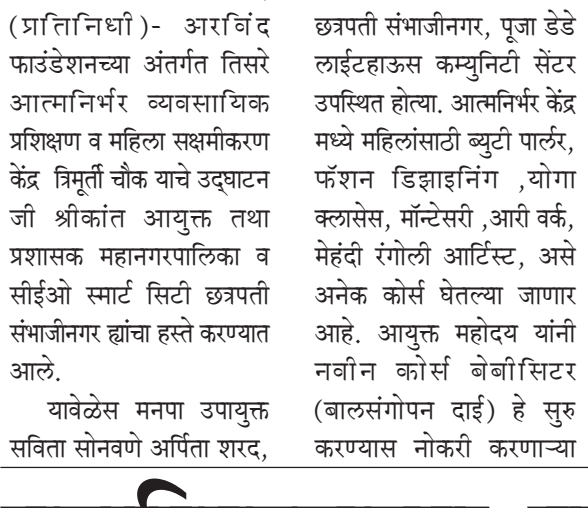 (प्रातिानिधाी)- अराविंद
फाउंडेशनच्या अंतर्गत तिसरे
आत्मानिर्भर व्यवसाायिक
प्रशिक्षण व महिला सक्षमीकरण
केंद्र त्रिमूर्ती चौक याचे उद्घाटन
जी श्रीकांत आयुक्त तथा
प्रशासक महानगरपालिका व
सीईओ स्मार्ट सिटी छत्रपती
संभाजीनगर ह्यांचा हस्ते करण्यात
आले.
यावेळेस मनपा उपायुक्त
सविता सोनवणे अर्पिता शरद,
छत्रपती संभाजीनगर, पूजा डेडे
लाईटहाऊस कम्युनिटी सेंटर
उपस्थित होत्या. आत्मनिर्भर केंद्र
मध्ये महिलांसाठी ब्युटी पार्लर,
फॅशन डिझाइनिंग ,योगा
क्लासेस, मॉन्टेसरी ,आरी वर्क,
मेहंदी रंगोली आर्टिस्ट, असे
अनेक कोर्स घेतल्या जाणार
आहे. आयुक्त महोदय यांनी
नवीन कोर्स बेबीसिटर
(बालसंगोपन दाई) हे सुरु
करण्यास नोकरी करणाऱ्या